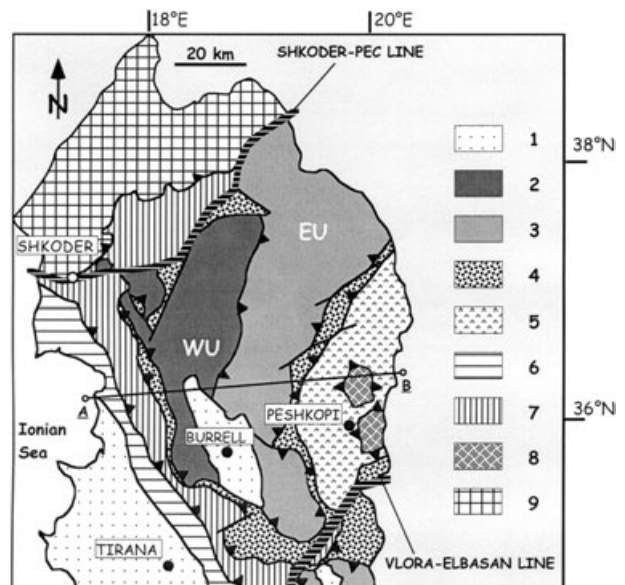 18°E
20°E
20 km
SHKODER-PEC LINE
N
38°N
1
2
3
SHKODER
EU
4
5
WU
6
A
B
36°N
Ionian
Sea
PESHKOPI
7
BURRELL
8
9
TIRANA
VLORA-ELBASAN LINE